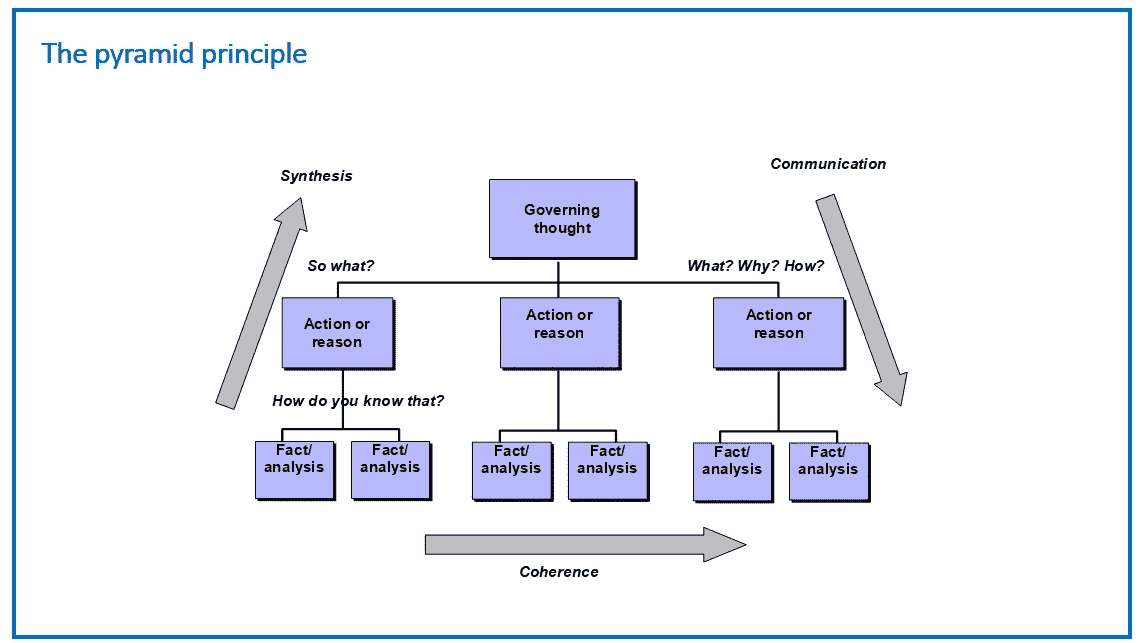 The pyramid principle
Synthesis
Communication
Governing
thought
So what?
What? Why? How?
Action or
reason
Action or
reason
Action or
reason
How do you know that?
Fact/
analysis
Fact/
analysis
Fact/
analysis
Fact/
analysis
Fact/
analysis
Fact/
analysis
Coherence